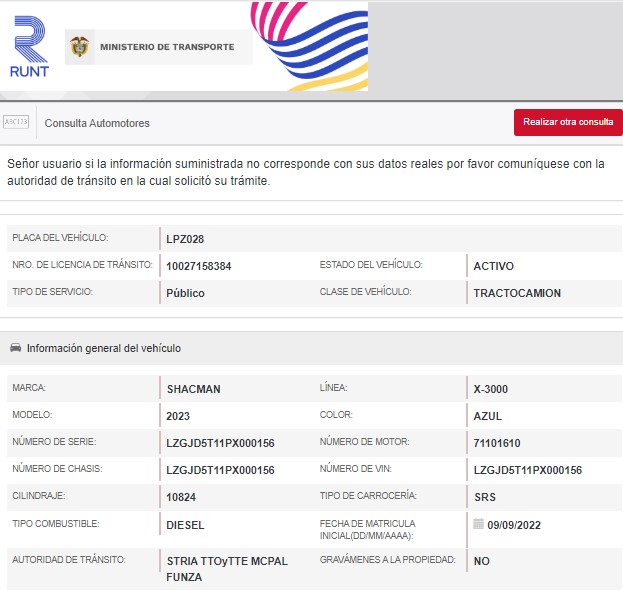 RUNT
MINISTERIO DE TRANSPORTE
ABC123
Consulta Automotores
Realizar otra consulta
Señor usuario si la información suministrada no corresponde con sus datos reales por favor comuníquese con la
autoridad de tránsito en la cual solicitó su trámite.
PLACA DEL VEHÍCULO: LPZ028
NRO. DE LICENCIA DE TRÁNSITO: 10027158384 ESTADO DEL VEHÍCULO: ACTIVO
TIPO DE SERVICIO: Público CLASE DE VEHÍCULO: TRACTOCAMION
Información general del vehículo
MARCA: SHACMAN LÍNEA: X-3000
MODELO: 2023 COLOR: AZUL
NÚMERO DE SERIE: LZGJD5T11PX000156 NÚMERO DE MOTOR: 71101610
NÚMERO DE CHASIS: LZGJD5T11PX000156 NÚMERO DE VIN: LZGJD5T11PX000156
CILINDRAJE: 10824 TIPO DE CARROCERÍA: SRS
TIPO COMBUSTIBLE: DIESEL FECHA DE MATRICULA
INICIAL(DD/MM/AAAA): 09/09/2022
AUTORIDAD DE TRÁNSITO: STRIA TTOyTTE MCPAL
FUNZA
GRAVÁMENES A LA PROPIEDAD: NO